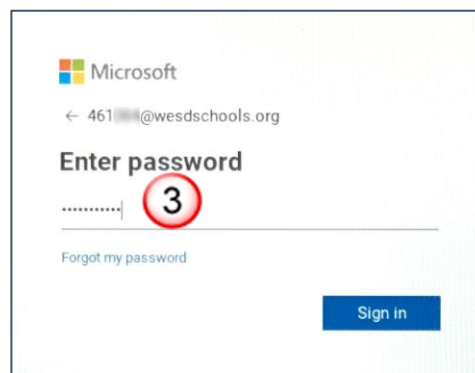 Microsoft
← 461 @wesdschools.org
Enter password
...........
3
Forgot my password
Sign in